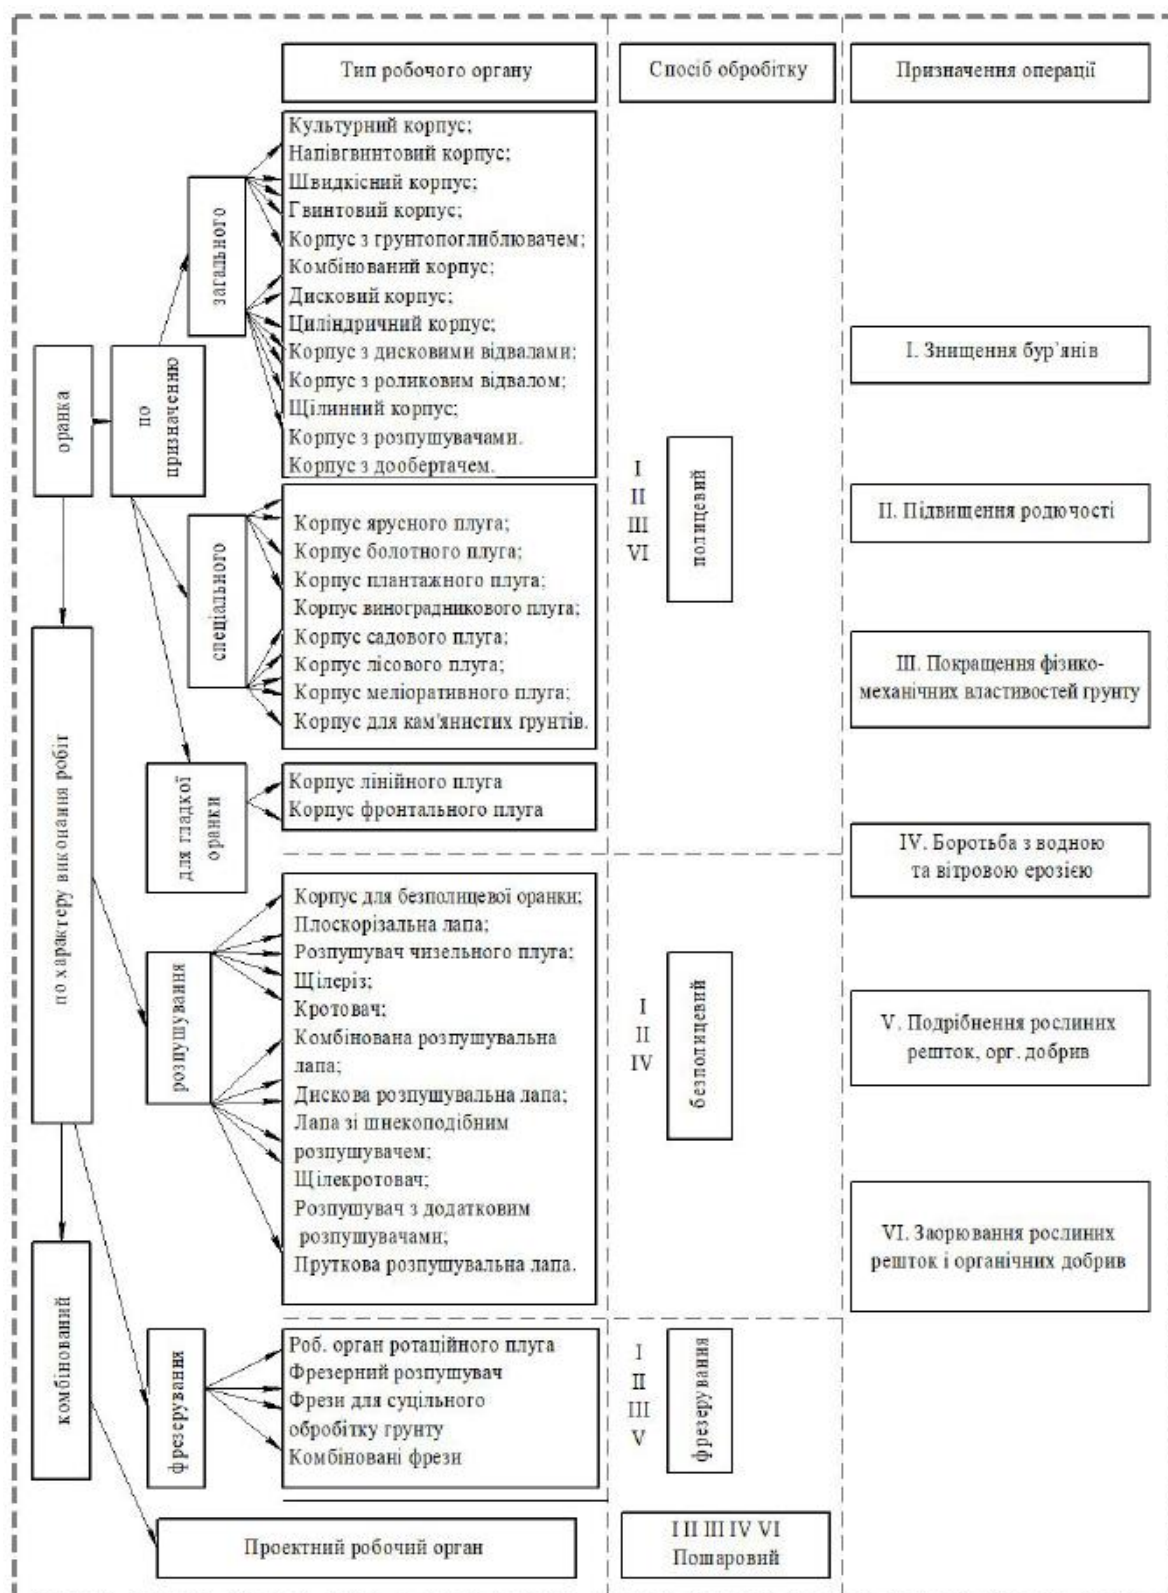 Тип робочого органу
Спосіб обробітку
Призначення операції
оранка
по
призначенню
загального
Культурний корпус;
Напівгвинтовий корпус;
Швидкісний корпус;
Гвинтовий корпус;
Корпус з грунтопоглиблювачем;
Комбінований корпус;
Дисковий корпус;
Циліндричний корпус;
Корпус з дисковими відвалами;
Корпус з роликовим відвалом;
Щілинний корпус;
Корпус з розпушувачами.
Корпус з дообертачем.
спеціального
Корпус ярусного плуга;
Корпус болотного плуга;
Корпус плантажного плуга;
Корпус виноградникового плуга;
Корпус садового плуга;
Корпус лісового плуга;
Корпус меліоративного плуга;
Корпус для кам'янистих грунтів.
для гладкої
оранки
Корпус лінійного плуга
Корпус фронтального плуга
I
II
III
VI
полицевий
по характеру виконання робіт
розпушування
Корпус для безполицевої оранки;
Плоскорізальна лапа;
Розпушувач чизельного плуга;
Щілеріз;
Кротовач;
Комбінована розпушувальна
лапа;
Дискова розпушувальна лапа;
Лапа зі шнекоподібним
розпушувачем;
Щілекротовач;
Розпушувач з додатковим
розпушувачами;
Пруткова розпушувальна лапа.
I
II
IV
безполицевий
комбінований
фрезерування
Роб. орган ротаційного плуга
Фрезерний розпушувач
Фрези для суцільного
обробітку грунту
Комбіновані фрези
I
II
III
V
фрезерування
Проектний робочий орган
I II III IV VI
Пошаровий
I. Знищення бур’янів
II. Підвищення родючості
III. Покращення фізико-
механічних властивостей грунту
IV. Боротьба з водною
та вітровою ерозією
V. Подрібнення рослиних
решток, орг. добрив
VI. Заорювання рослиних
решток і органічних добрив